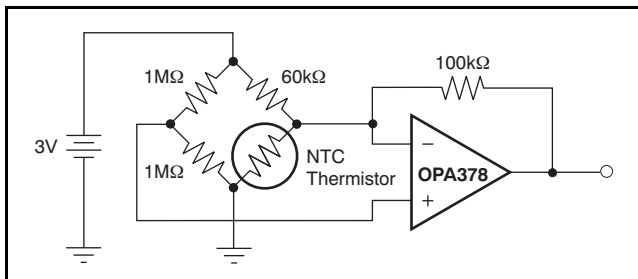 1MΩ
60kΩ
100kΩ
3V
1MΩ
NTC
Thermistor
−
OPA378
+